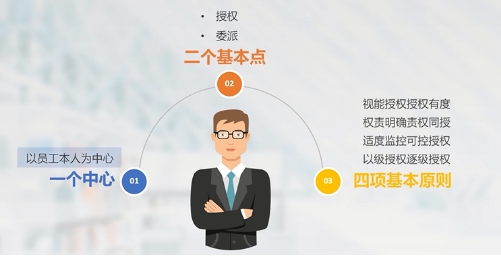 • 授权
• 委派
二个基本点
02
以员工本人为中心
一个中心
01
视能授权授权有度
权责明确责权同授
适度监控可控授权
以级授权逐级授权
03
四项基本原则